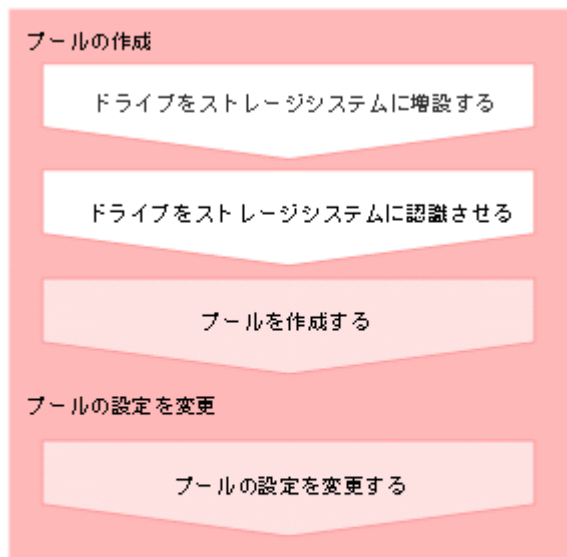 プールの作成
ドライブをストレージシステムに増設する
ドライブをストレージシステムに認識させる
プールを作成する
プールの設定を変更
プールの設定を変更する